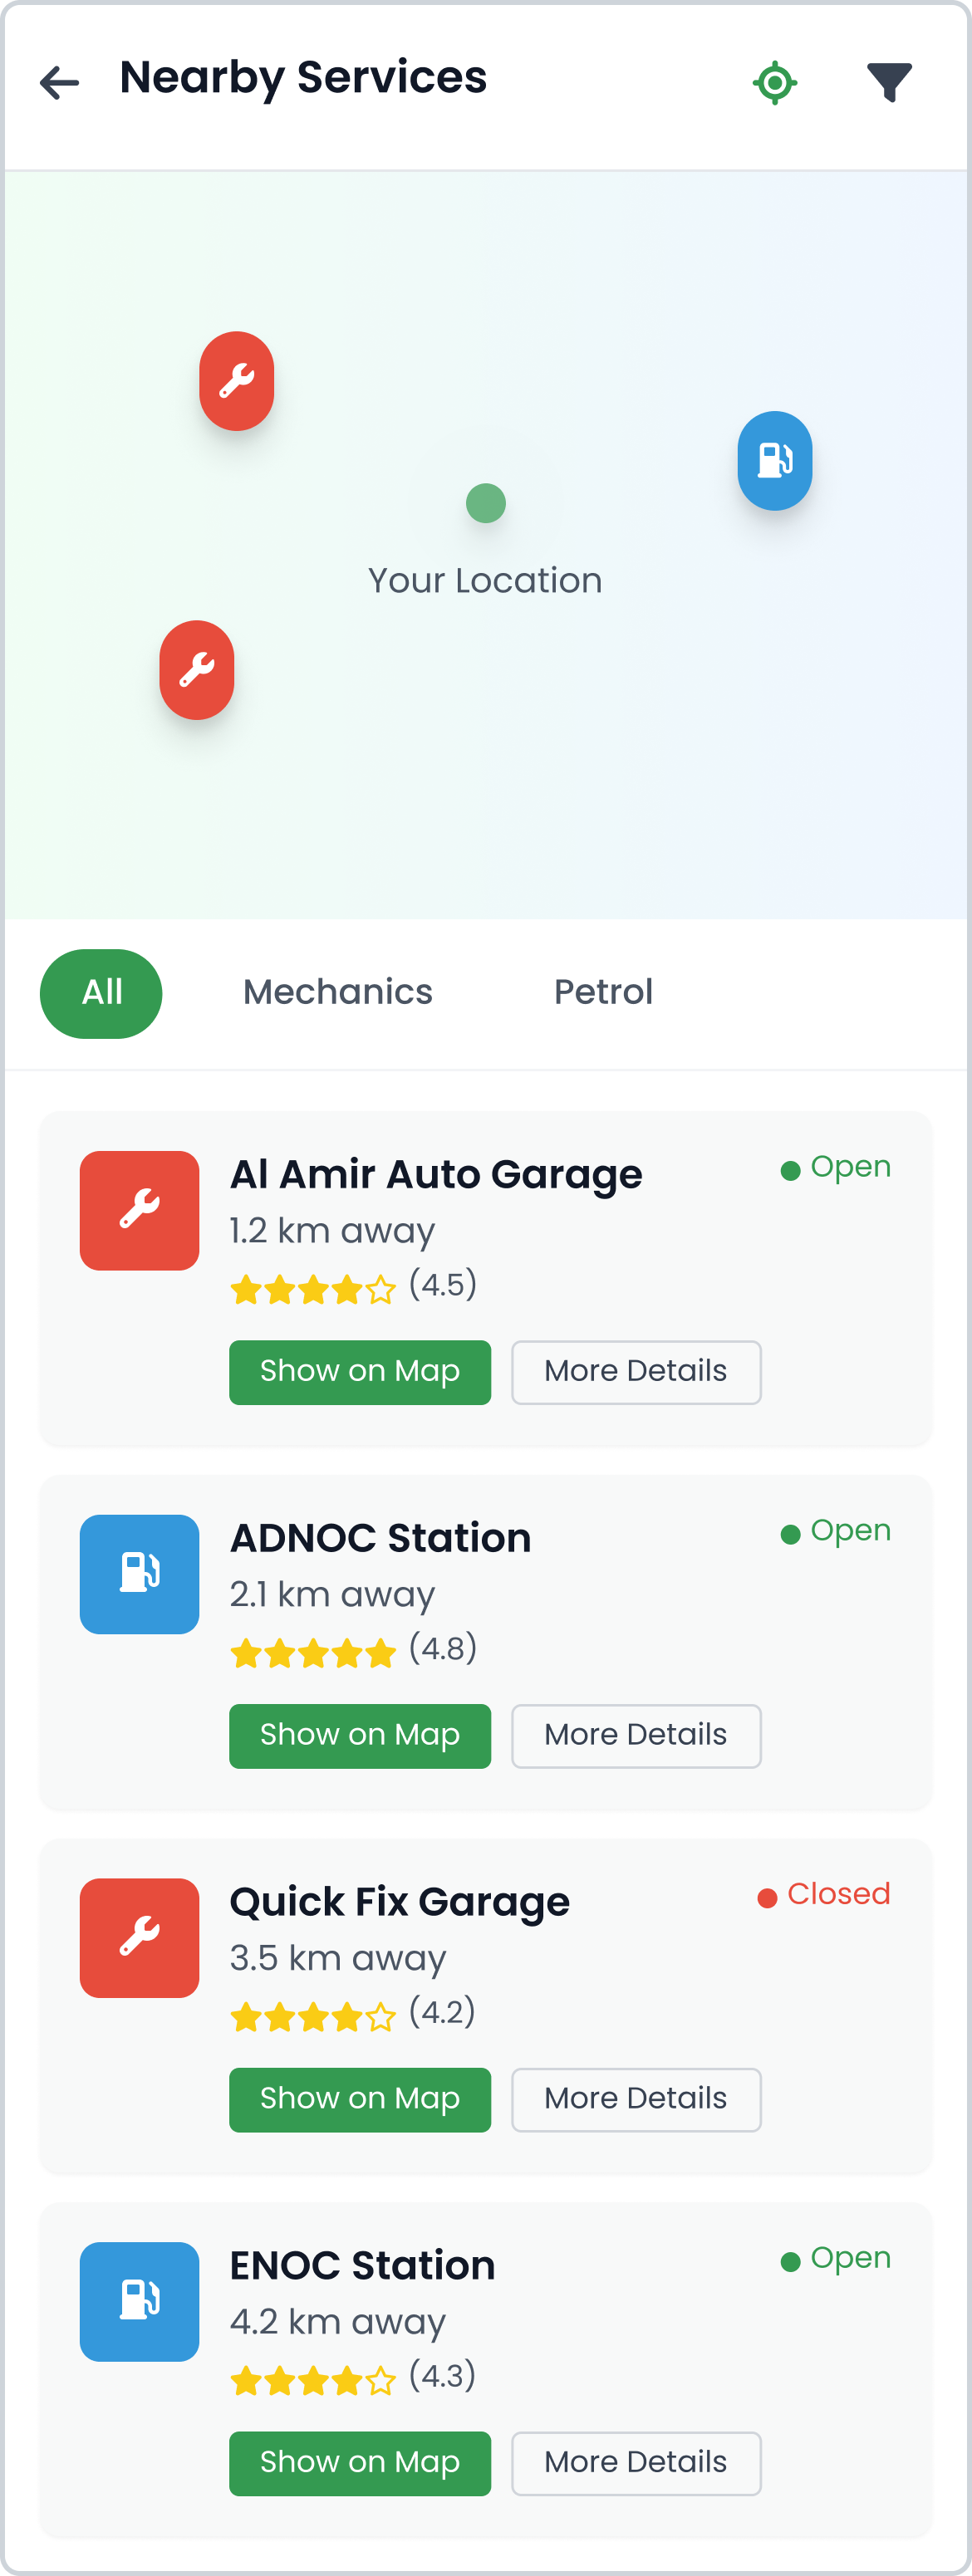 Nearby Services
Your Location
All Mechanics Petrol
Al Amir Auto Garage Open
1.2 km away
(4.5)
Show on Map More Details
ADNOC Station Open
2.1 km away
(4.8)
Show on Map More Details
Quick Fix Garage Closed
3.5 km away
(4.2)
Show on Map More Details
ENOC Station Open
4.2 km away
(4.3)
Show on Map More Details